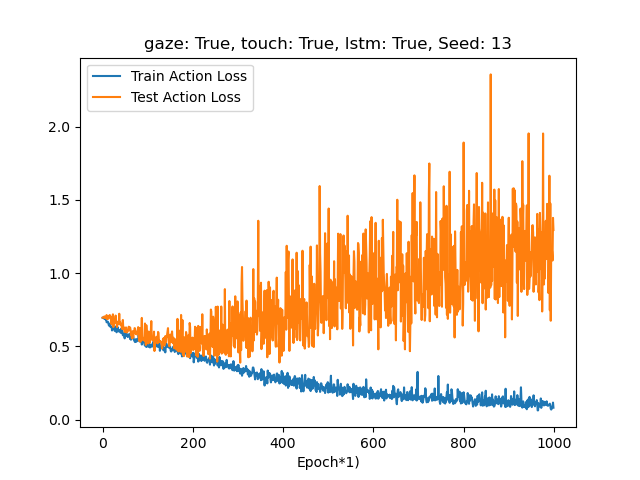 gaze: True, touch: True, lstm: True, Seed: 13
Train Action Loss
Test Action Loss
2.0
1.5
1.0
0.5
0.0
0 200 400 600 800 1000
Epoch*1)